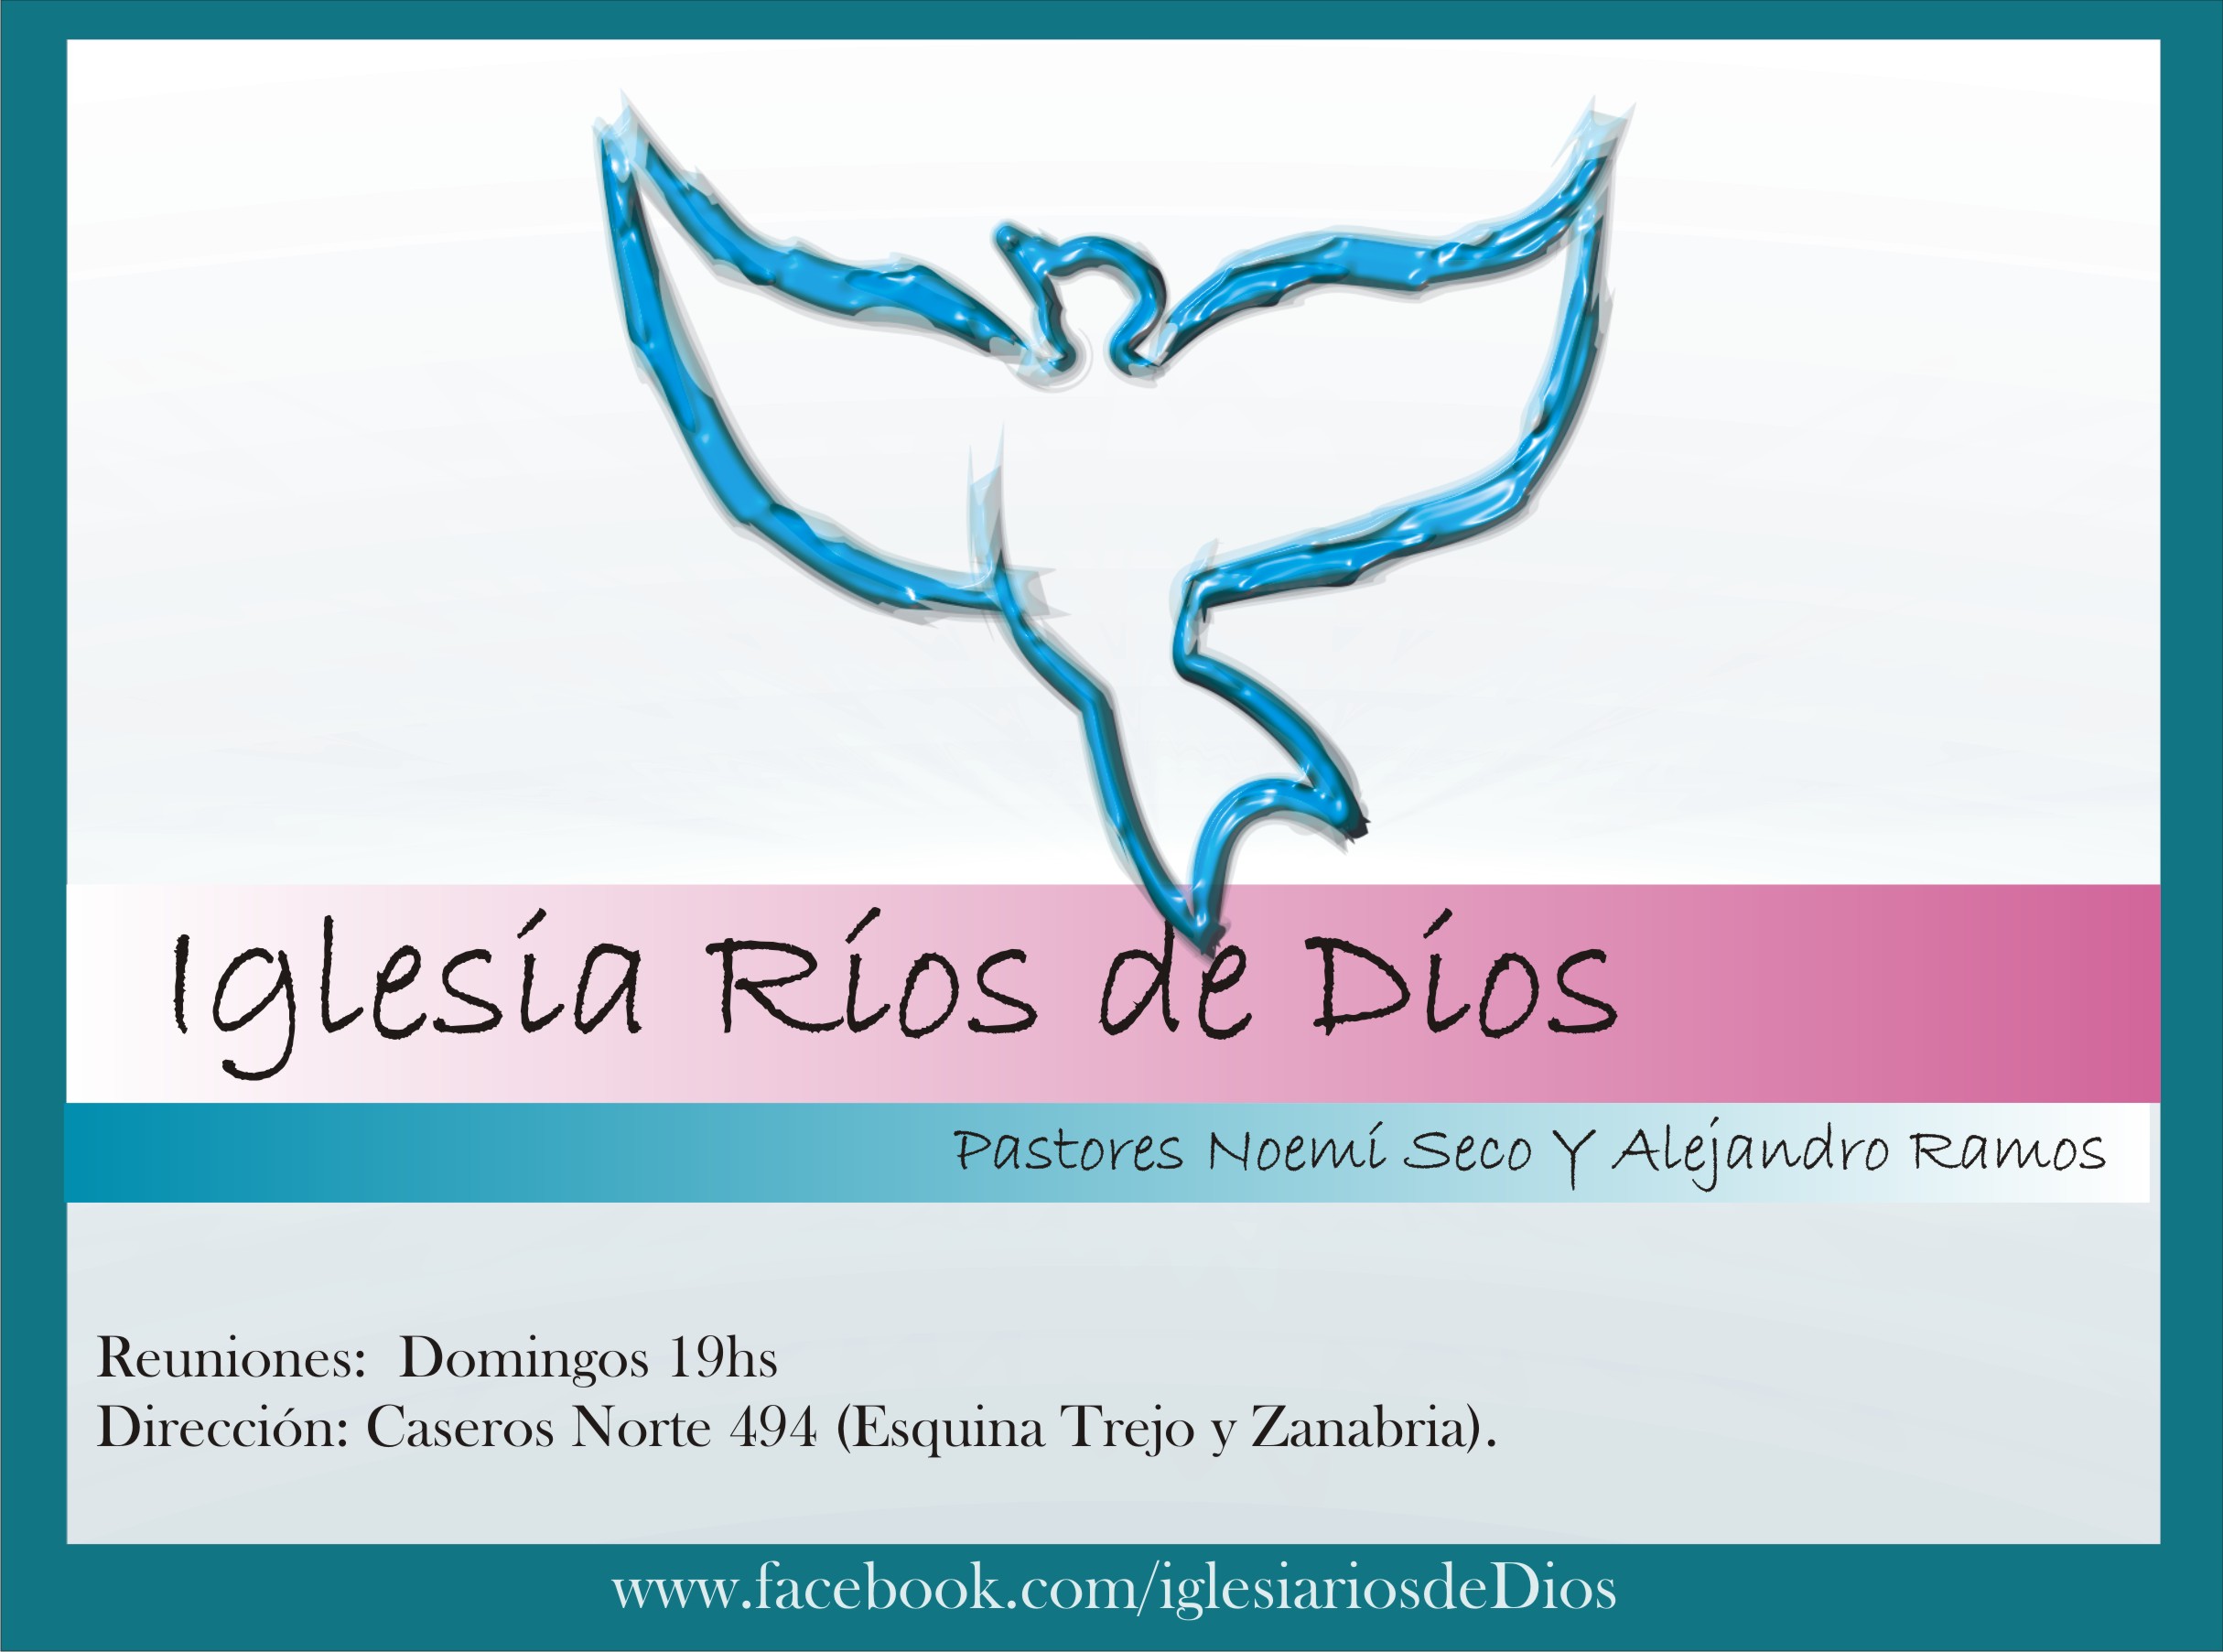 Iglesia Ríos de Dios
Pastores Noemí Seco Y Alejandro Ramos
Reuniones: Domingos 19hs
Dirección: Caseros Norte 494 (Esquina Trejo y Zanabria).
www.facebook.com/iglesiariosdeDios